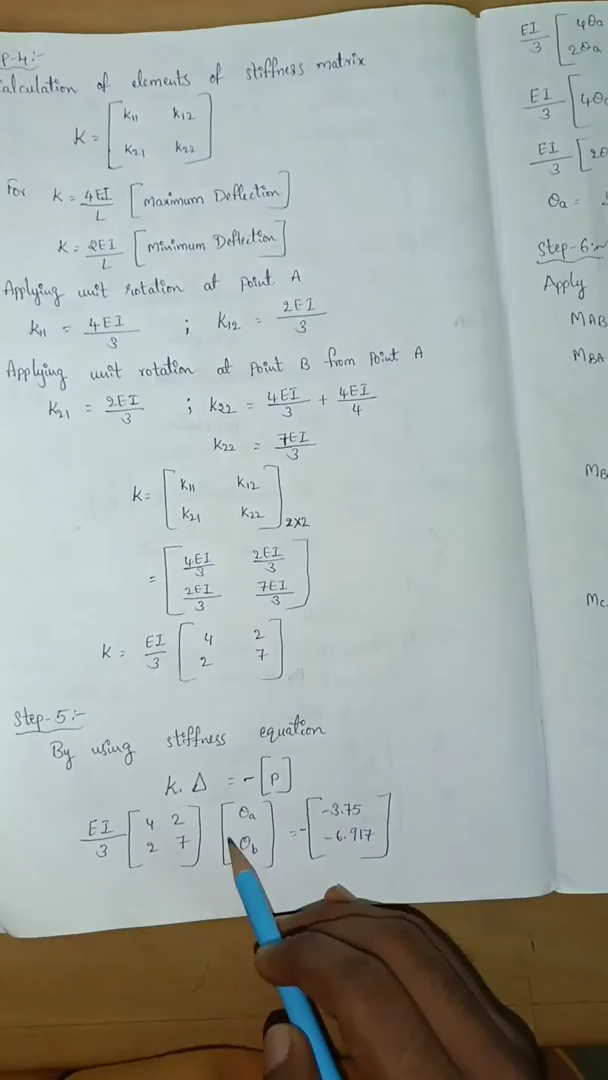 P-4:-
alculation of elements of stiffness matrix
K = [ k11 k12
k21 k22 ]
For K = 4EI/L [maximum Deflection]
K = 2EI/L [minimum Deflection]
Applying unit rotation at point A
k11 = 4EI/3 ; k12 = 2EI/3
Applying unit rotation at point B from point A
k21 = 2EI/3 ; k22 = 4EI/3 + 4EI/4
k22 = 7EI/3
k = [ k11 k12
k21 k22 ] 2x2
= [ 4EI/3 2EI/3
2EI/3 7EI/3 ]
K = EI/3 [ 4 2
2 7 ]
Step-5:-
By using stiffness equation
K. Δ = -[P]
EI/3 [ 4 2 [ θa = - [ -3.75
2 7 ] θb ] -6.917 ]
EI/3 [ 4θa
2θa
EI/3 [ 4θa
EI/3 [ 2θ
θa =
Step-6:-
Apply
MAB
MBA
MB
MC